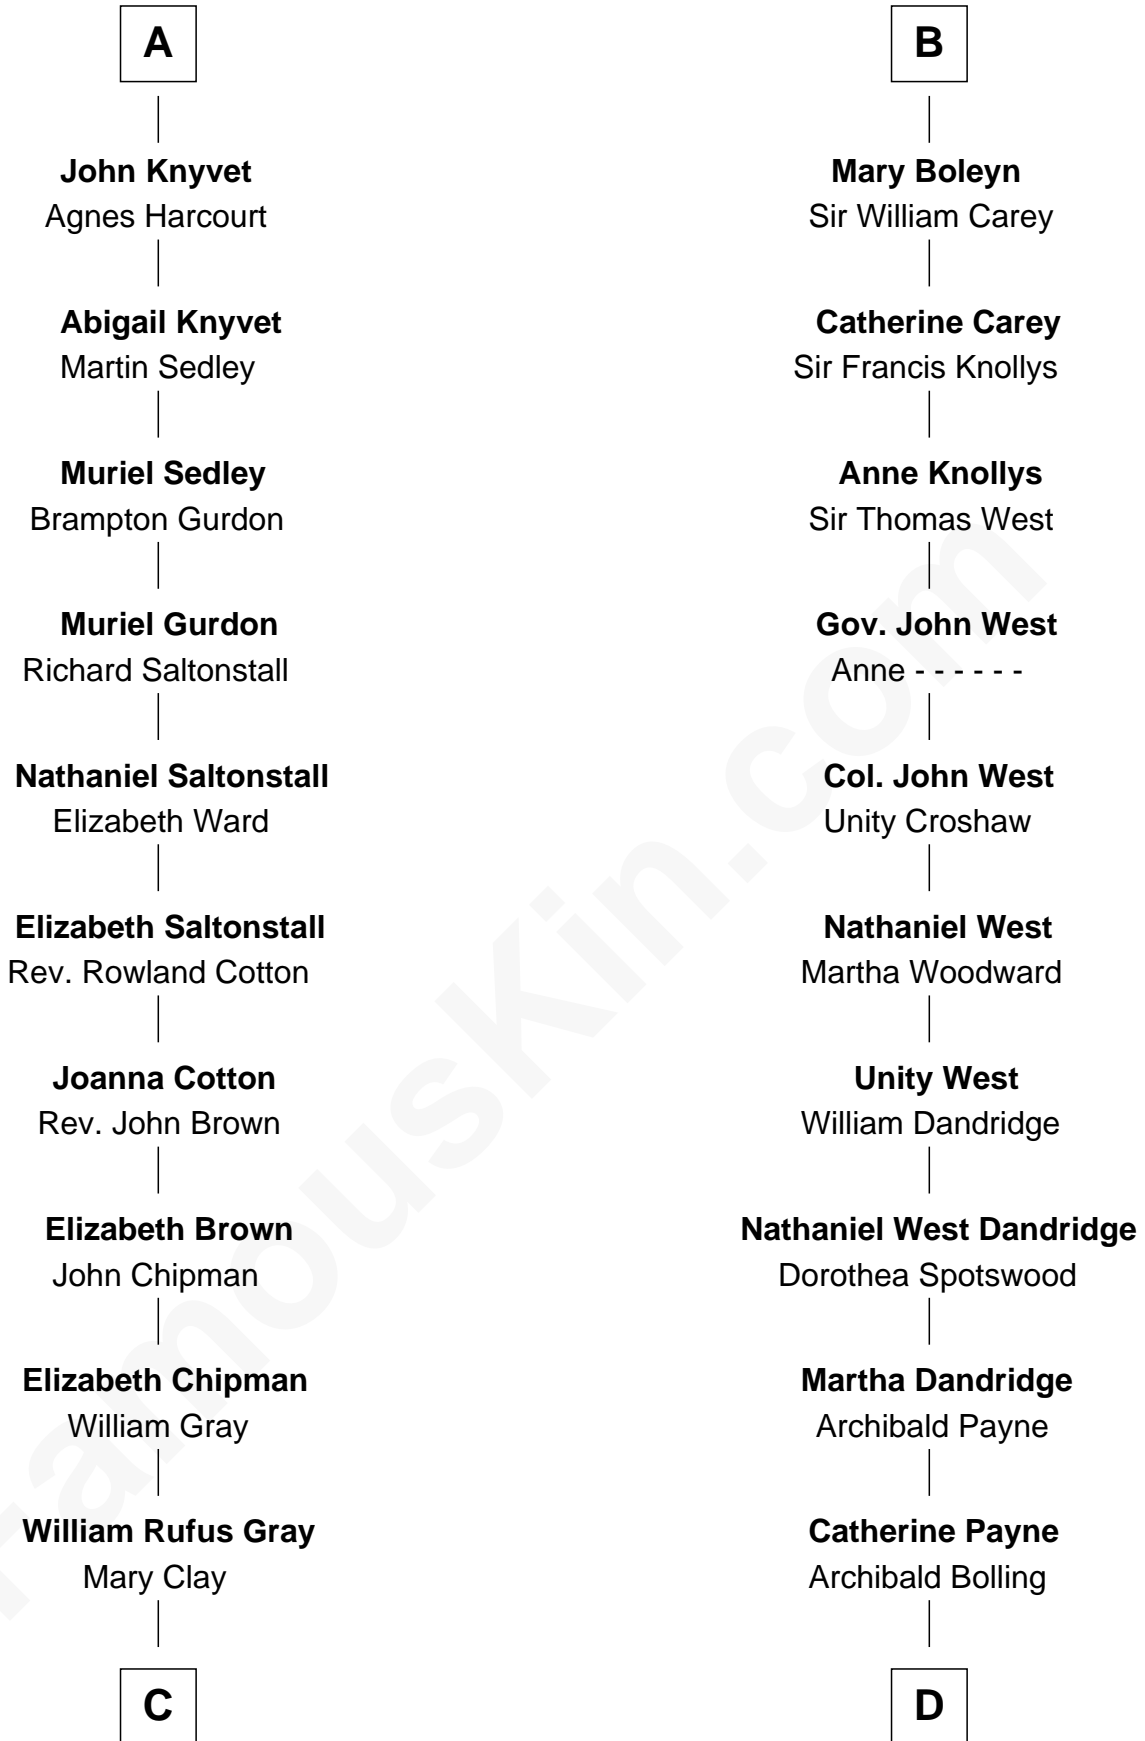 A
John Knyvet
Agnes Harcourt
Abigail Knyvet
Martin Sedley
Muriel Sedley
Brampton Gurdon
Muriel Gurdon
Richard Saltonstall
Nathaniel Saltonstall
Elizabeth Ward
Elizabeth Saltonstall
Rev. Rowland Cotton
Joanna Cotton
Rev. John Brown
Elizabeth Brown
John Chipman
Elizabeth Chipman
William Gray
William Rufus Gray
Mary Clay
C
B
Mary Boleyn
Sir William Carey
Catherine Carey
Sir Francis Knollys
Anne Knollys
Sir Thomas West
Gov. John West
Anne - - - - - -
Col. John West
Unity Croshaw
Nathaniel West
Martha Woodward
Unity West
William Dandridge
Nathaniel West Dandridge
Dorothea Spotswood
Martha Dandridge
Archibald Payne
Catherine Payne
Archibald Bolling
D
FamousKin.com